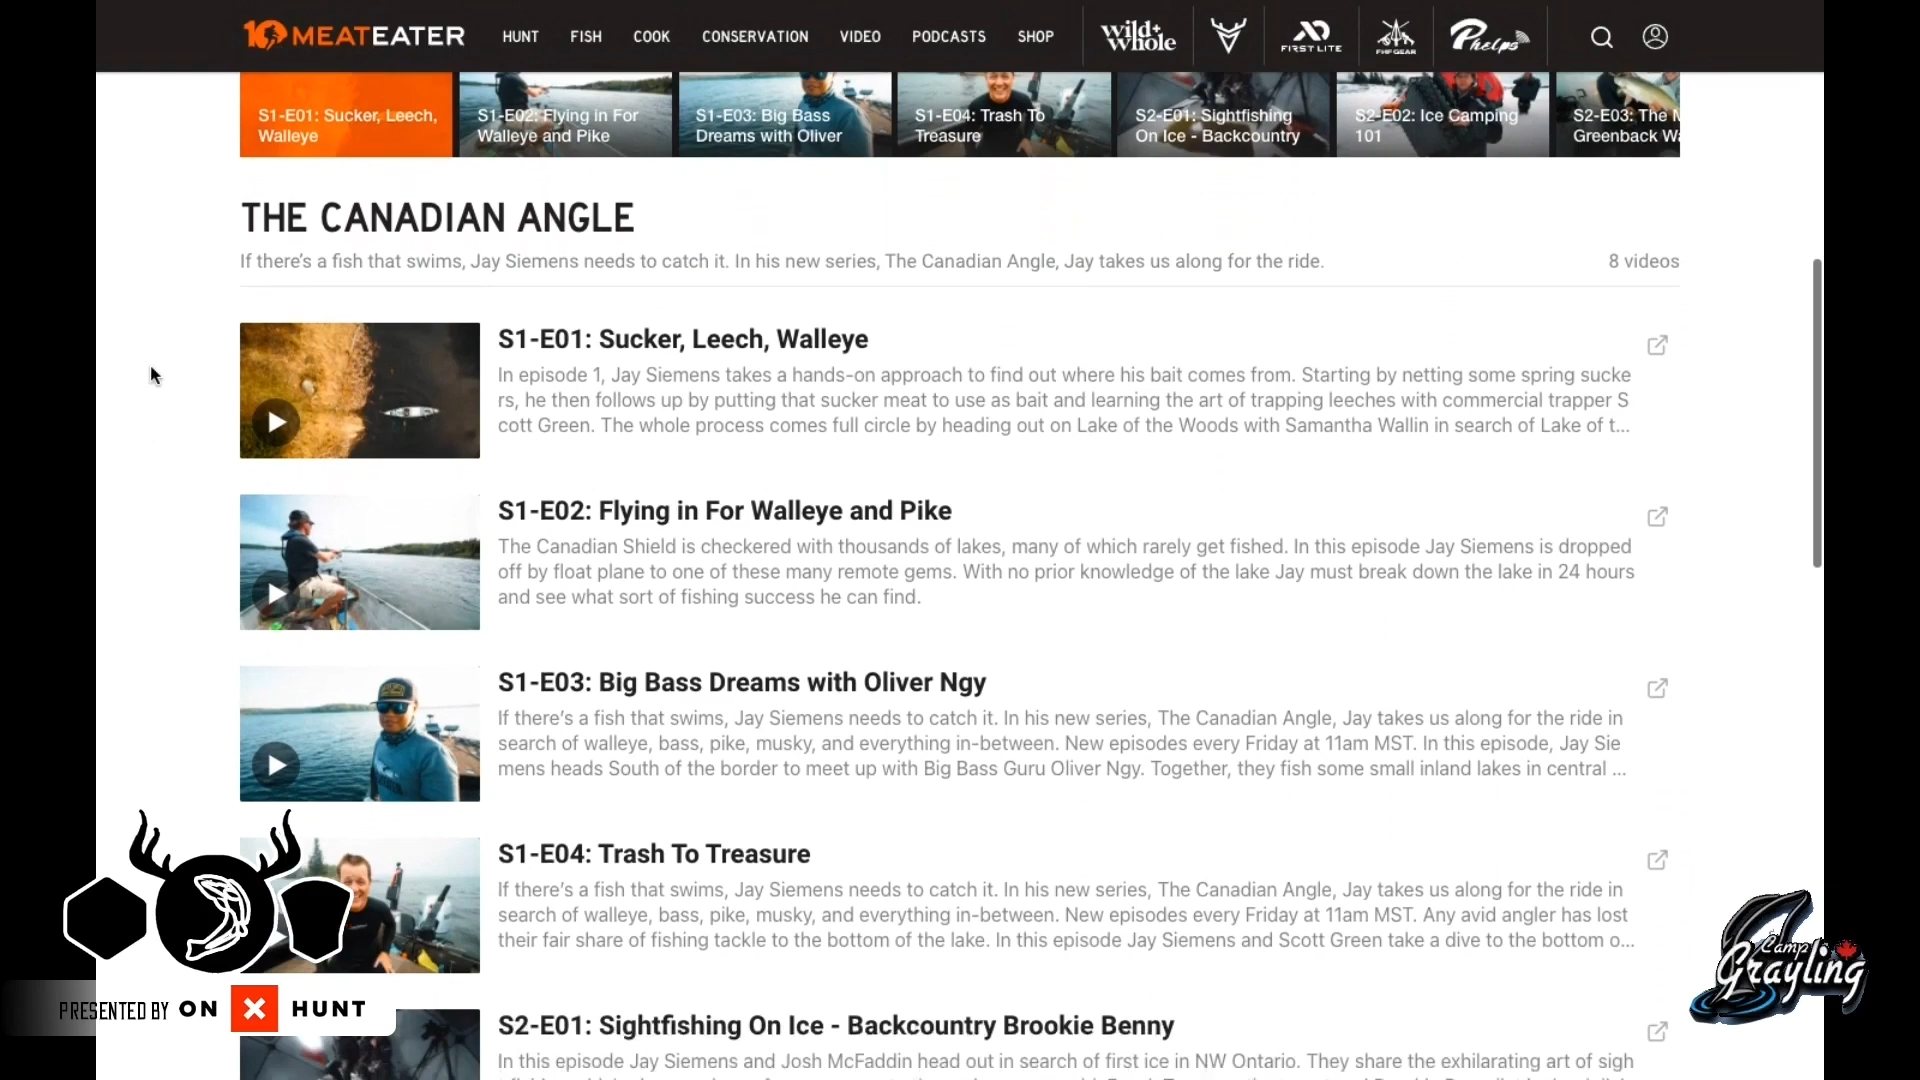 10 MEATEATER HUNT FISH COOK CONSERVATION VIDEO PODCASTS SHOP wild+ whole FIRST LITE FHF GEAR Phelps
S1-E01: Sucker, Leech, Walleye
S1-E02: Flying in For Walleye and Pike
S1-E03: Big Bass Dreams with Oliver
S1-E04: Trash To Treasure
S2-E01: Sightfishing On Ice - Backcountry
S2-E02: Ice Camping 101
S2-E03: The M
Greenback Wa
THE CANADIAN ANGLE
If there's a fish that swims, Jay Siemens needs to catch it. In his new series, The Canadian Angle, Jay takes us along for the ride. 8 videos
S1-E01: Sucker, Leech, Walleye
In episode 1, Jay Siemens takes a hands-on approach to find out where his bait comes from. Starting by netting some spring sucke
rs, he then follows up by putting that sucker meat to use as bait and learning the art of trapping leeches with commercial trapper S
cott Green. The whole process comes full circle by heading out on Lake of the Woods with Samantha Wallin in search of Lake of t...
S1-E02: Flying in For Walleye and Pike
The Canadian Shield is checkered with thousands of lakes, many of which rarely get fished. In this episode Jay Siemens is dropped
off by float plane to one of these many remote gems. With no prior knowledge of the lake Jay must break down the lake in 24 hours
and see what sort of fishing success he can find.
S1-E03: Big Bass Dreams with Oliver Ngy
If there's a fish that swims, Jay Siemens needs to catch it. In his new series, The Canadian Angle, Jay takes us along for the ride in
search of walleye, bass, pike, musky, and everything in-between. New episodes every Friday at 11am MST. In this episode, Jay Sie
mens heads South of the border to meet up with Big Bass Guru Oliver Ngy. Together, they fish some small inland lakes in central ...
S1-E04: Trash To Treasure
If there's a fish that swims, Jay Siemens needs to catch it. In his new series, The Canadian Angle, Jay takes us along for the ride in
search of walleye, bass, pike, musky, and everything in-between. New episodes every Friday at 11am MST. Any avid angler has lost
their fair share of fishing tackle to the bottom of the lake. In this episode Jay Siemens and Scott Green take a dive to the bottom o...
S2-E01: Sightfishing On Ice - Backcountry Brookie Benny
In this episode Jay Siemens and Josh McFaddin head out in search of first ice in NW Ontario. They share the exhilarating art of sigh
PRESENTED BY ON X HUNT
Camp Grayling